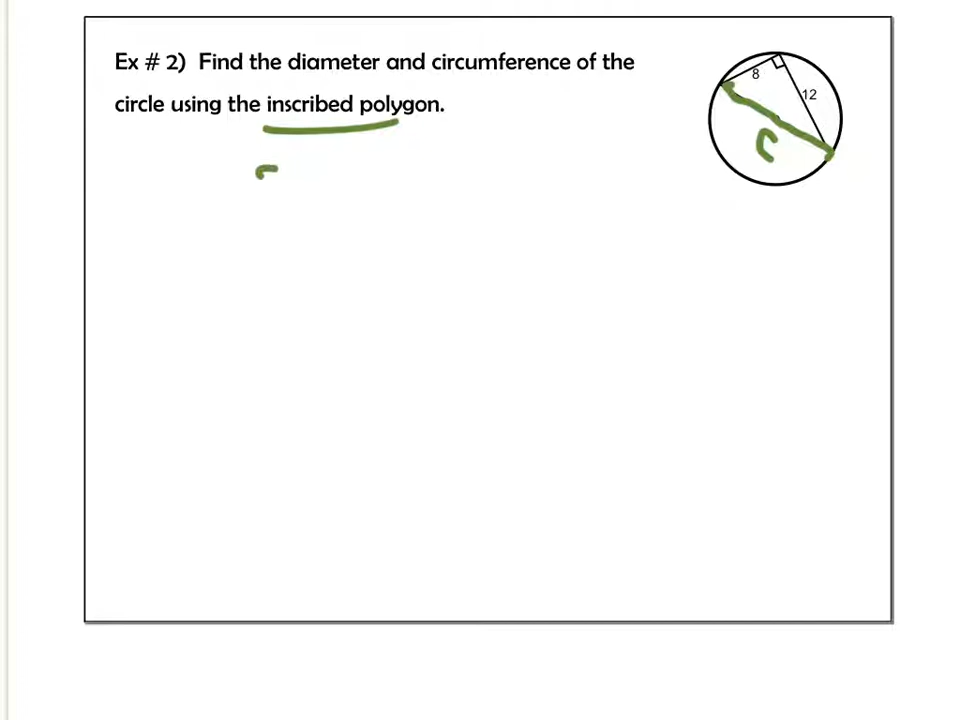 Ex # 2)  Find the diameter and circumference of the
circle using the inscribed polygon.
8
12
c